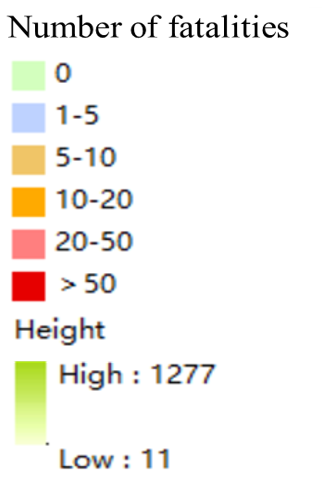 Number of fatalities
0
1-5
5-10
10-20
20-50
> 50
Height
High : 1277
Low : 11